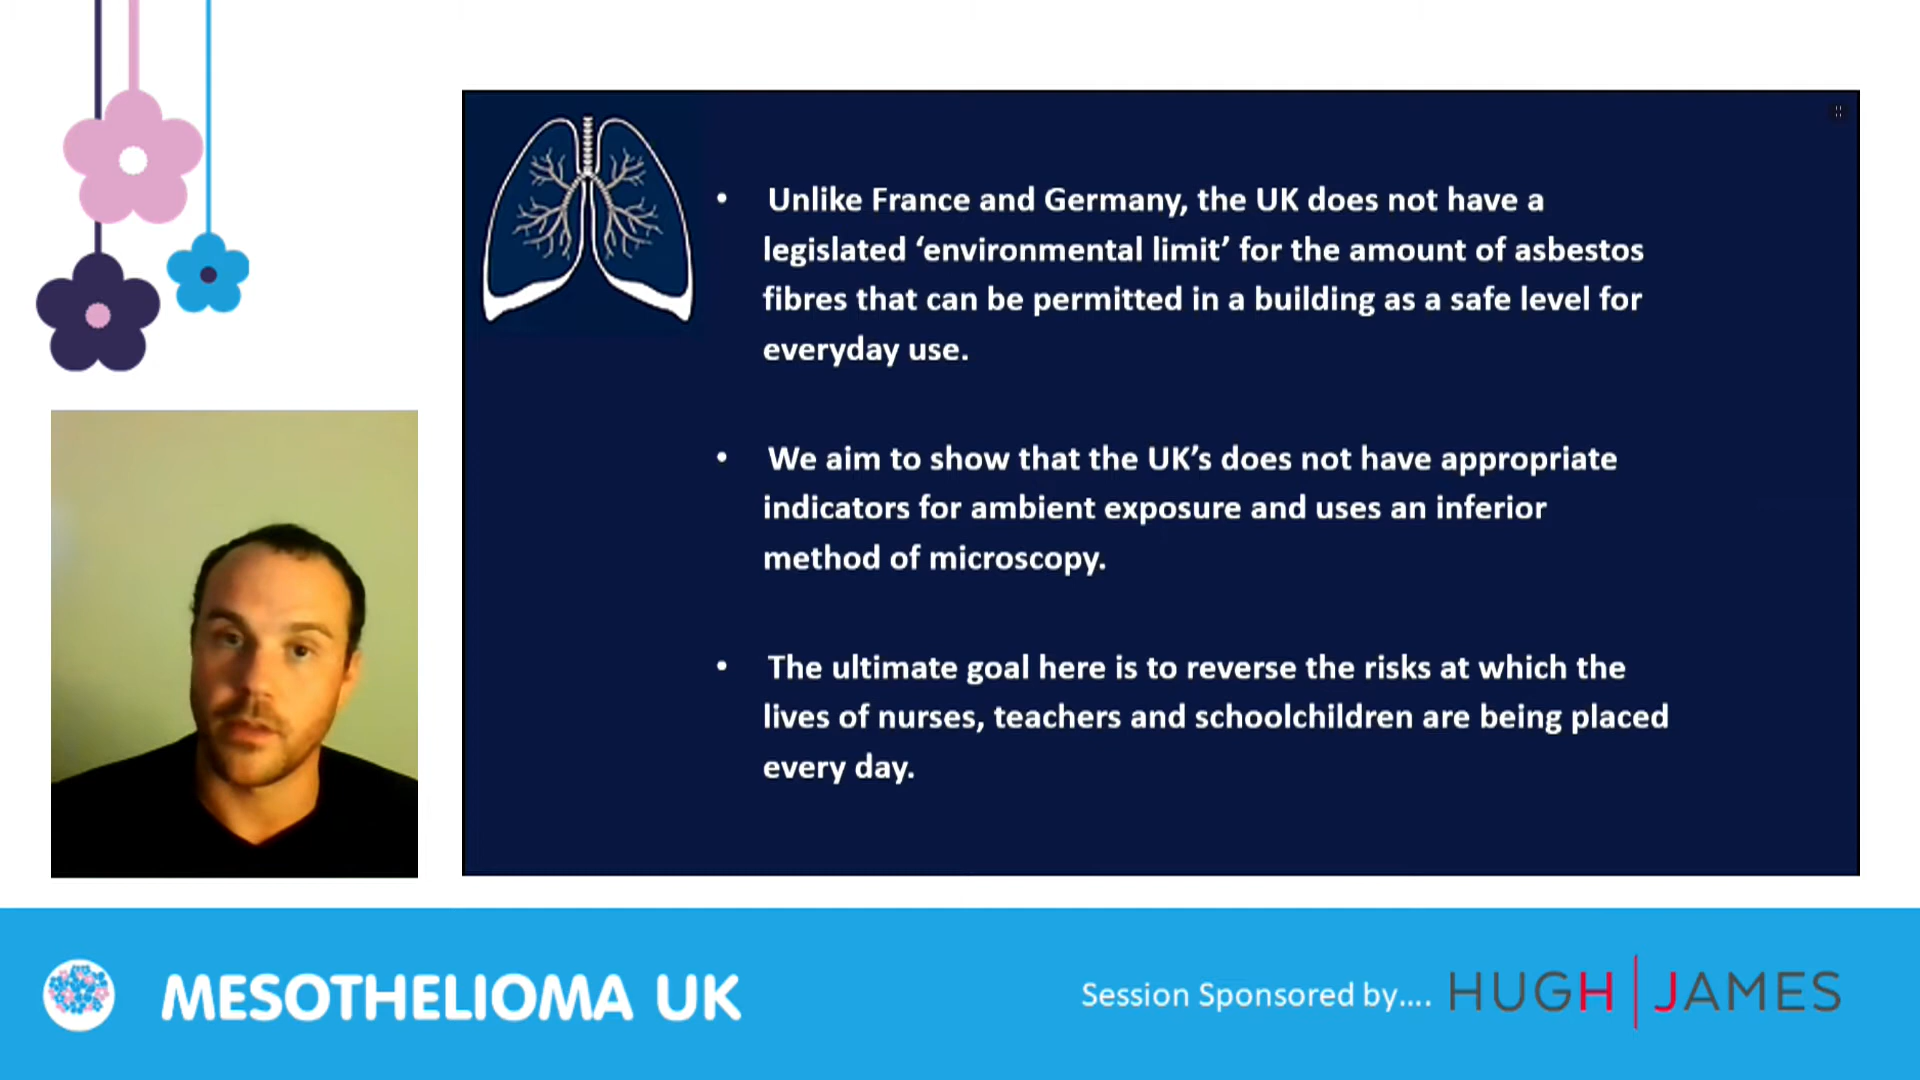 • Unlike France and Germany, the UK does not have a
legislated ‘environmental limit’ for the amount of asbestos
fibres that can be permitted in a building as a safe level for
everyday use.
• We aim to show that the UK’s does not have appropriate
indicators for ambient exposure and uses an inferior
method of microscopy.
• The ultimate goal here is to reverse the risks at which the
lives of nurses, teachers and schoolchildren are being placed
every day.
MESOTHELIOMA UK
Session Sponsored by....
HUGH | JAMES